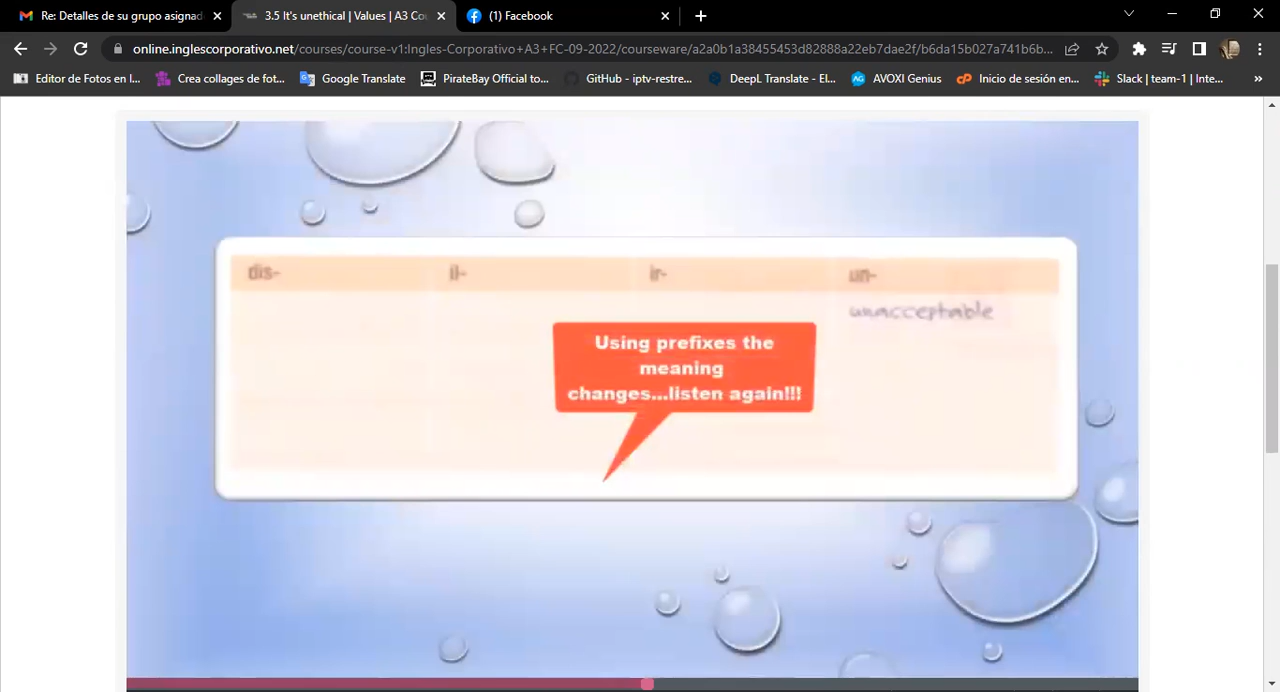 Re: Detalles de su grupo asignad
3.5 It's unethical | Values | A3 Cou
(1) Facebook
online.inglescorporativo.net/courses/course-v1:Ingles-Corporativo+A3+FC-09-2022/courseware/a2a0b1a38455453d82888a22eb7dae2f/b6da15b027a741b6b...
Editor de Fotos en l... Crea collages de fot... Google Translate PirateBay Official to... GitHub - iptv-restre... DeepL Translate - El... AVOXI Genius Inicio de sesión en... Slack | team-1 | Inte... »
dis- il- ir- un-
unacceptable
Using prefixes the
meaning
changes...listen again!!!